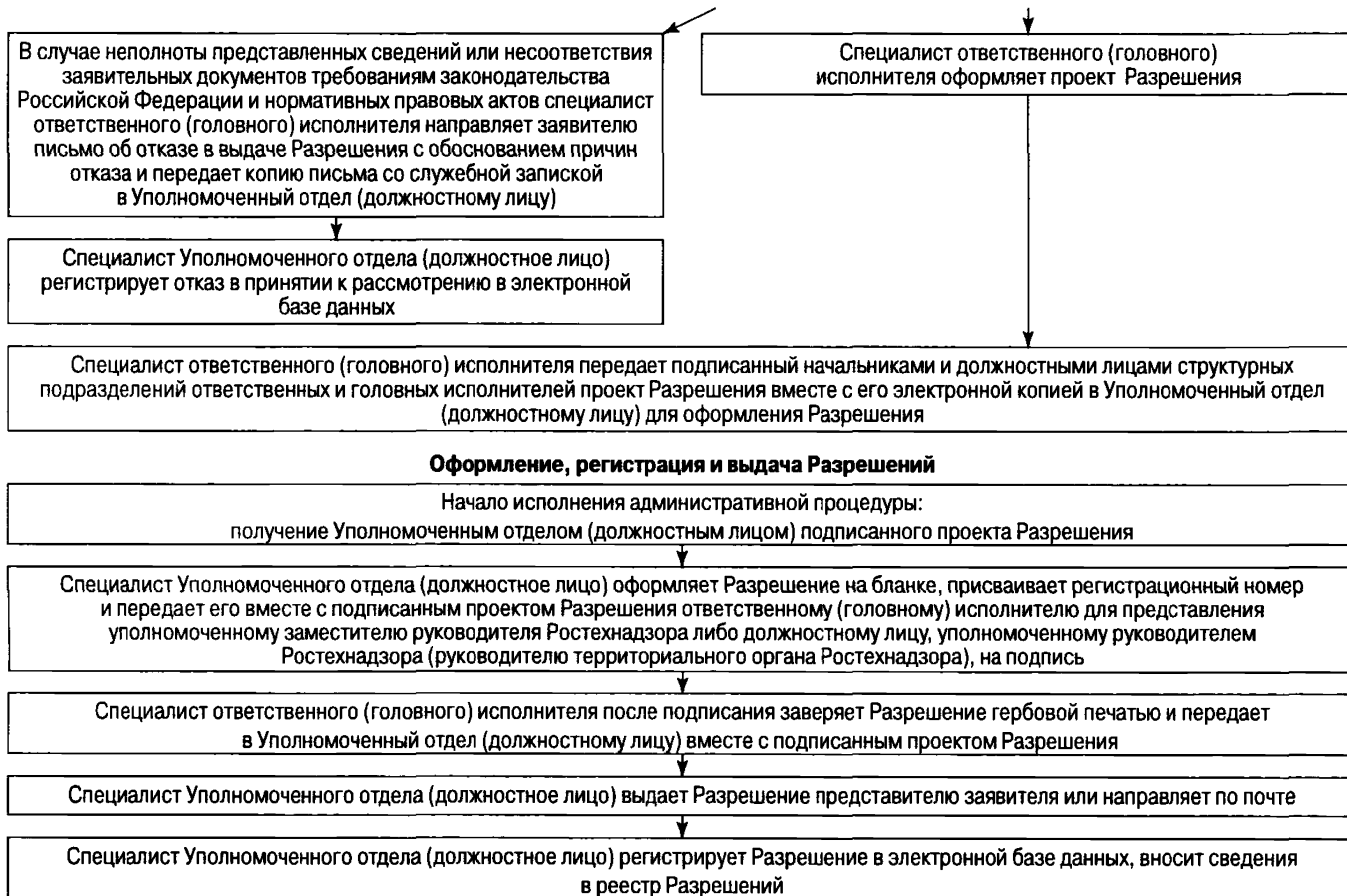 В случае неполноты представленных сведений или несоответствия
заявительных документов требованиям законодательства
Российской Федерации и нормативных правовых актов специалист
ответственного (головного) исполнителя направляет заявителю
письмо об отказе в выдаче Разрешения с обоснованием причин
отказа и передает копию письма со служебной запиской
в Уполномоченный отдел (должностному лицу)
Специалист ответственного (головного)
исполнителя оформляет проект Разрешения
Специалист Уполномоченного отдела (должностное лицо)
регистрирует отказ в принятии к рассмотрению в электронной
базе данных
Специалист ответственного (головного) исполнителя передает подписанный начальниками и должностными лицами структурных
подразделений ответственных и головных исполнителей проект Разрешения вместе с его электронной копией в Уполномоченный отдел
(должностному лицу) для оформления Разрешения
Оформление, регистрация и выдача Разрешений
Начало исполнения административной процедуры:
получение Уполномоченным отделом (должностным лицом) подписанного проекта Разрешения
Специалист Уполномоченного отдела (должностное лицо) оформляет Разрешение на бланке, присваивает регистрационный номер
и передает его вместе с подписанным проектом Разрешения ответственному (головному) исполнителю для представления
уполномоченному заместителю руководителя Ростехнадзора либо должностному лицу, уполномоченному руководителем
Ростехнадзора (руководителю территориального органа Ростехнадзора), на подпись
Специалист ответственного (головного) исполнителя после подписания заверяет Разрешение гербовой печатью и передает
в Уполномоченный отдел (должностному лицу) вместе с подписанным проектом Разрешения
Специалист Уполномоченного отдела (должностное лицо) выдает Разрешение представителю заявителя или направляет по почте
Специалист Уполномоченного отдела (должностное лицо) регистрирует Разрешение в электронной базе данных, вносит сведения
в реестр Разрешений